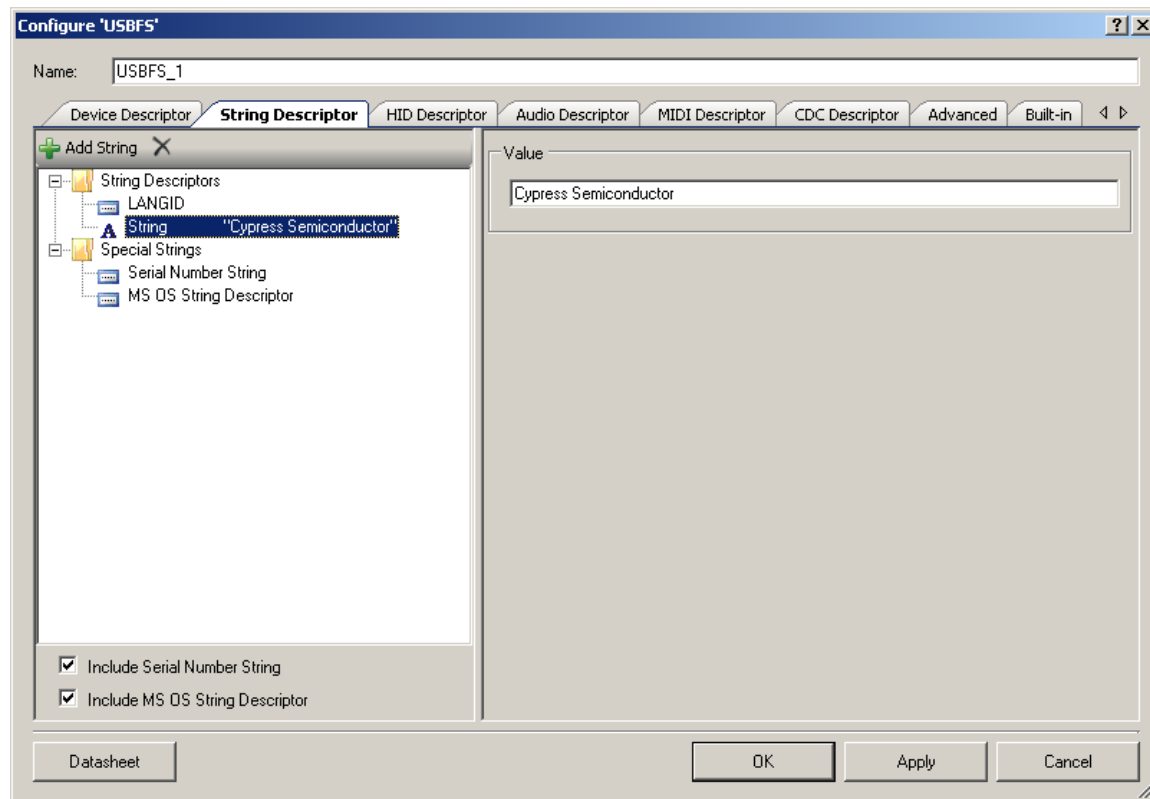 Configure 'USBFS'
Name: USBFS_1
Device Descriptor String Descriptor HID Descriptor Audio Descriptor MIDI Descriptor CDC Descriptor Advanced Built-in
Add String
String Descriptors
LANGID
String "Cypress Semiconductor"
Special Strings
Serial Number String
MS OS String Descriptor
Value
Cypress Semiconductor
Include Serial Number String
Include MS OS String Descriptor
Datasheet OK Apply Cancel